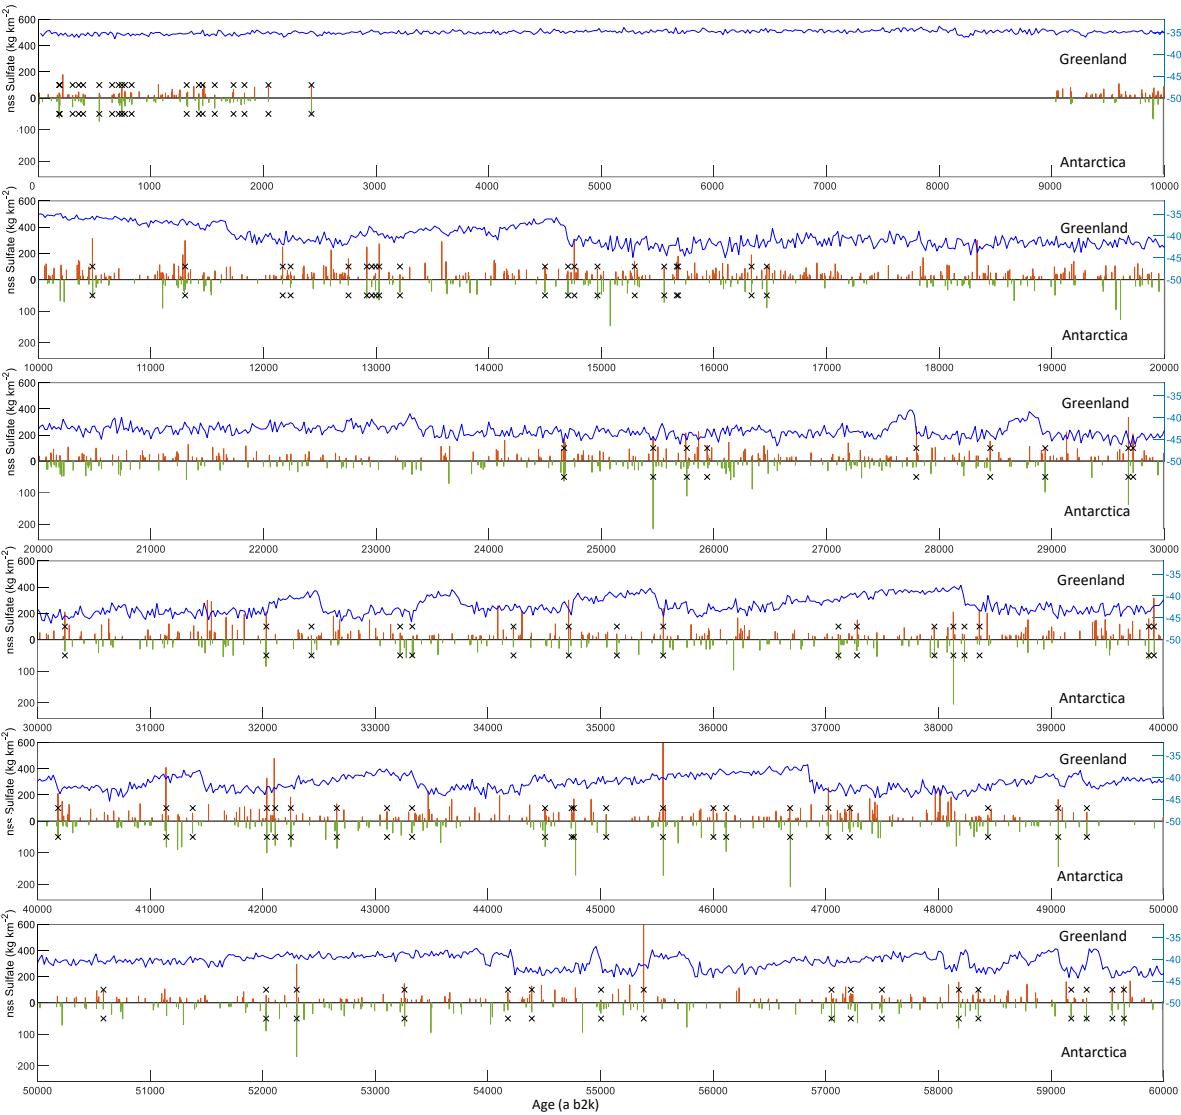 nss Sulfate (kg km⁻²)
600
400
200
0
100
200
Greenland
Antarctica
-35
-40
-45
-50
0 1000 2000 3000 4000 5000 6000 7000 8000 9000 10000
nss Sulfate (kg km⁻²)
600
400
200
0
100
200
Greenland
Antarctica
-35
-40
-45
-50
10000 11000 12000 13000 14000 15000 16000 17000 18000 19000 20000
nss Sulfate (kg km⁻²)
600
400
200
0
100
200
Greenland
Antarctica
-35
-40
-45
-50
20000 21000 22000 23000 24000 25000 26000 27000 28000 29000 30000
nss Sulfate (kg km⁻²)
600
400
200
0
100
200
Greenland
Antarctica
-35
-40
-45
-50
30000 31000 32000 33000 34000 35000 36000 37000 38000 39000 40000
nss Sulfate (kg km⁻²)
600
400
200
0
100
200
Greenland
Antarctica
-35
-40
-45
-50
40000 41000 42000 43000 44000 45000 46000 47000 48000 49000 50000
nss Sulfate (kg km⁻²)
600
400
200
0
100
200
Greenland
Antarctica
-35
-40
-45
-50
50000 51000 52000 53000 54000 55000 56000 57000 58000 59000 60000
Age (a b2k)